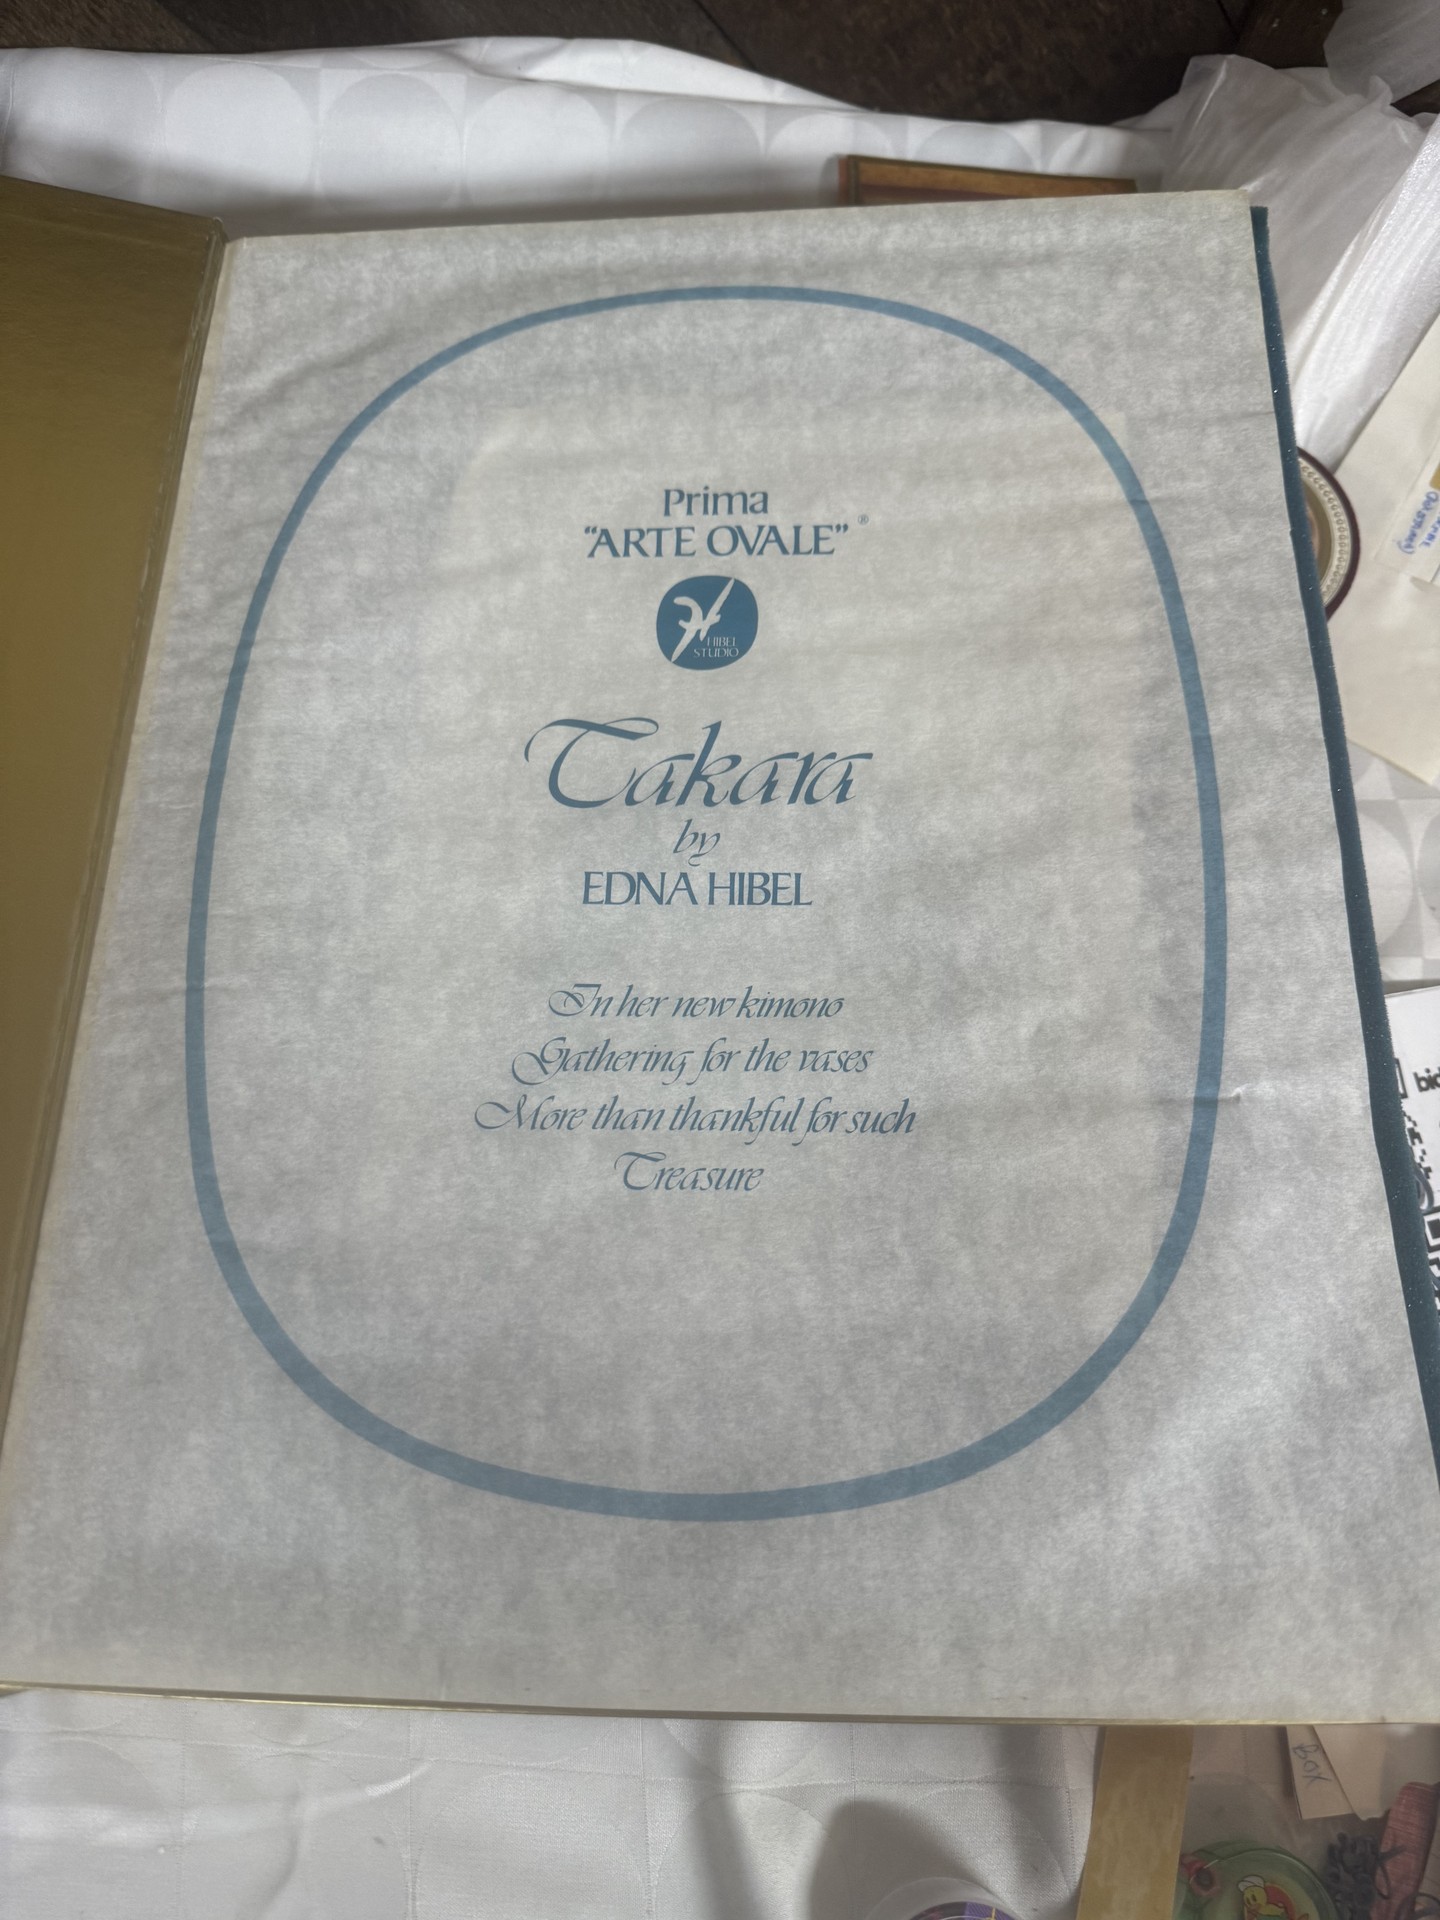 Prima
"ARTE OVALE" ®
HIBEL
STUDIO
Takara
by
EDNA HIBEL
In her new kimono
Gathering for the vases
More than thankful for such
Treasure
BOX